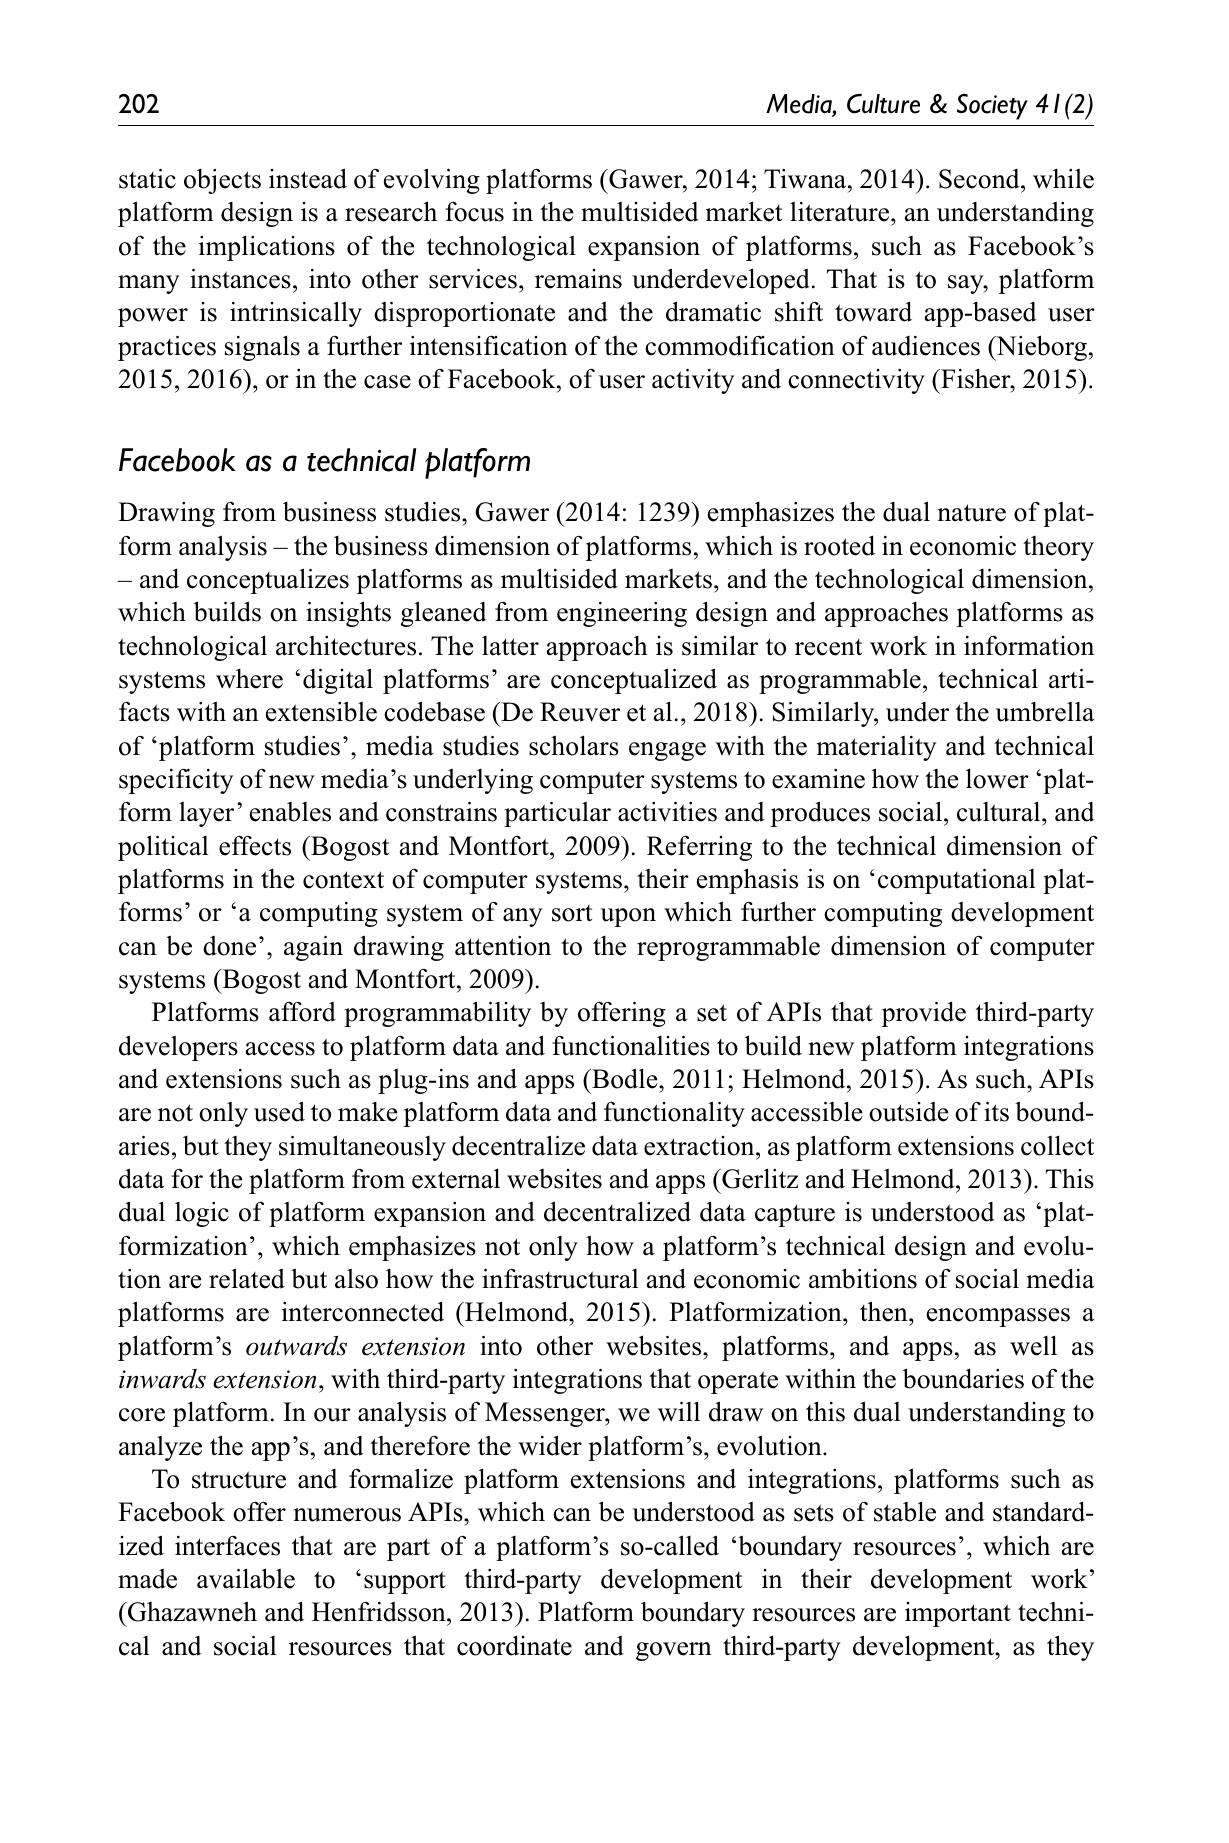 202
Media, Culture & Society 41(2)
static objects instead of evolving platforms (Gawer, 2014; Tiwana, 2014). Second, while
platform design is a research focus in the multisided market literature, an understanding
of the implications of the technological expansion of platforms, such as Facebook’s
many instances, into other services, remains underdeveloped. That is to say, platform
power is intrinsically disproportionate and the dramatic shift toward app-based user
practices signals a further intensification of the commodification of audiences (Nieborg,
2015, 2016), or in the case of Facebook, of user activity and connectivity (Fisher, 2015).
Facebook as a technical platform
Drawing from business studies, Gawer (2014: 1239) emphasizes the dual nature of plat-
form analysis – the business dimension of platforms, which is rooted in economic theory
– and conceptualizes platforms as multisided markets, and the technological dimension,
which builds on insights gleaned from engineering design and approaches platforms as
technological architectures. The latter approach is similar to recent work in information
systems where ‘digital platforms’ are conceptualized as programmable, technical arti-
facts with an extensible codebase (De Reuver et al., 2018). Similarly, under the umbrella
of ‘platform studies’, media studies scholars engage with the materiality and technical
specificity of new media’s underlying computer systems to examine how the lower ‘plat-
form layer’ enables and constrains particular activities and produces social, cultural, and
political effects (Bogost and Montfort, 2009). Referring to the technical dimension of
platforms in the context of computer systems, their emphasis is on ‘computational plat-
forms’ or ‘a computing system of any sort upon which further computing development
can be done’, again drawing attention to the reprogrammable dimension of computer
systems (Bogost and Montfort, 2009).
Platforms afford programmability by offering a set of APIs that provide third-party
developers access to platform data and functionalities to build new platform integrations
and extensions such as plug-ins and apps (Bodle, 2011; Helmond, 2015). As such, APIs
are not only used to make platform data and functionality accessible outside of its bound-
aries, but they simultaneously decentralize data extraction, as platform extensions collect
data for the platform from external websites and apps (Gerlitz and Helmond, 2013). This
dual logic of platform expansion and decentralized data capture is understood as ‘plat-
formization’, which emphasizes not only how a platform’s technical design and evolu-
tion are related but also how the infrastructural and economic ambitions of social media
platforms are interconnected (Helmond, 2015). Platformization, then, encompasses a
platform’s outwards extension into other websites, platforms, and apps, as well as
inwards extension, with third-party integrations that operate within the boundaries of the
core platform. In our analysis of Messenger, we will draw on this dual understanding to
analyze the app’s, and therefore the wider platform’s, evolution.
To structure and formalize platform extensions and integrations, platforms such as
Facebook offer numerous APIs, which can be understood as sets of stable and standard-
ized interfaces that are part of a platform’s so-called ‘boundary resources’, which are
made available to ‘support third-party development in their development work’
(Ghazawneh and Henfridsson, 2013). Platform boundary resources are important techni-
cal and social resources that coordinate and govern third-party development, as they